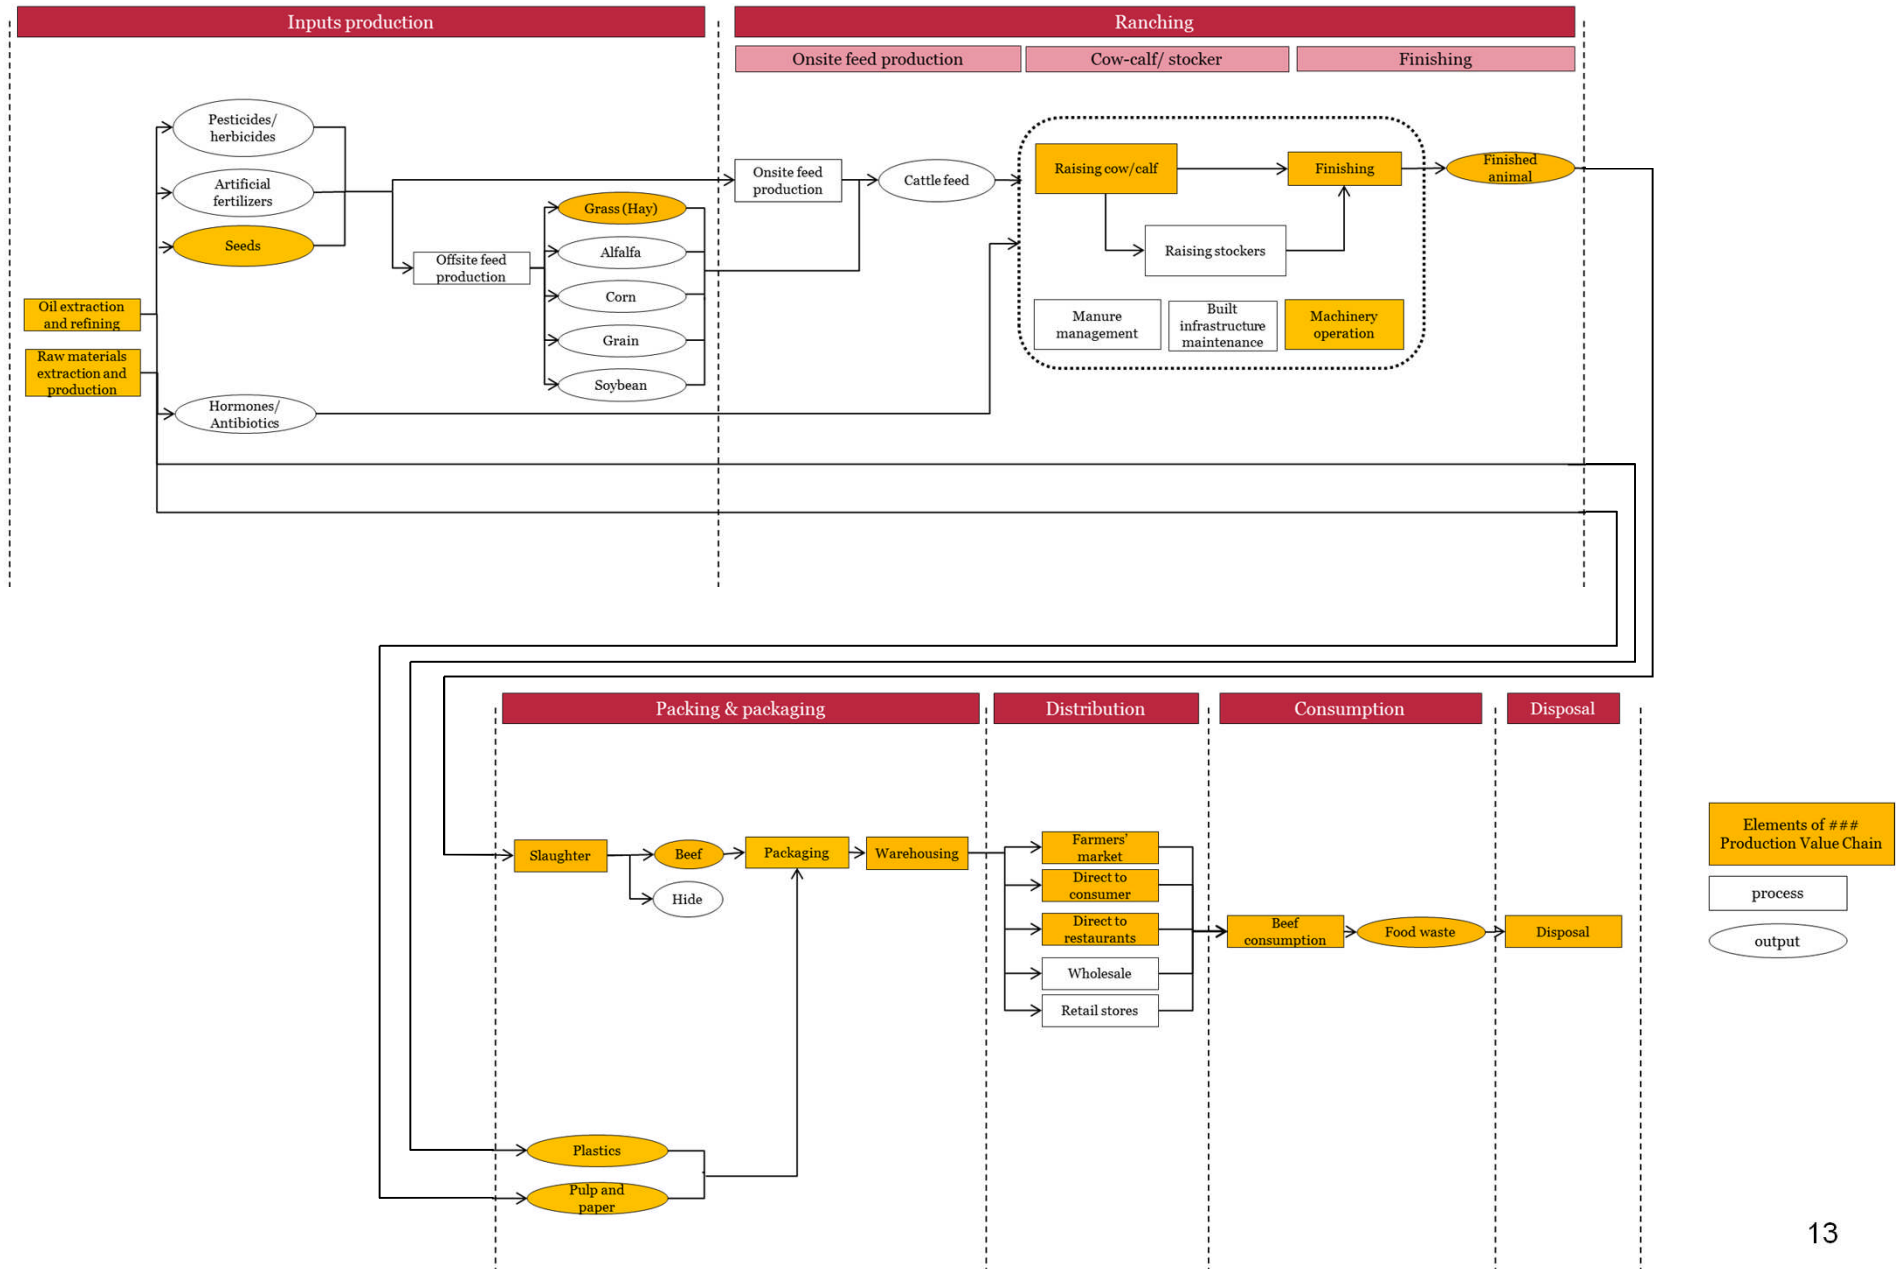 Inputs production
Ranching
Onsite feed production
Cow-calf/ stocker
Finishing
Pesticides/
herbicides
Artificial
fertilizers
Seeds
Oil extraction
and refining
Raw materials
extraction and
production
Hormones/
Antibiotics
Offsite feed
production
Grass (Hay)
Alfalfa
Corn
Grain
Soybean
Onsite feed
production
Cattle feed
Raising cow/calf
Finishing
Raising stockers
Manure
management
Built
infrastructure
maintenance
Machinery
operation
Finished
animal
Packing & packaging
Distribution
Consumption
Disposal
Slaughter
Beef
Hide
Packaging
Warehousing
Plastics
Pulp and
paper
Farmers’
market
Direct to
consumer
Direct to
restaurants
Wholesale
Retail stores
Beef
consumption
Food waste
Disposal
Elements of ###
Production Value Chain
process
output
13